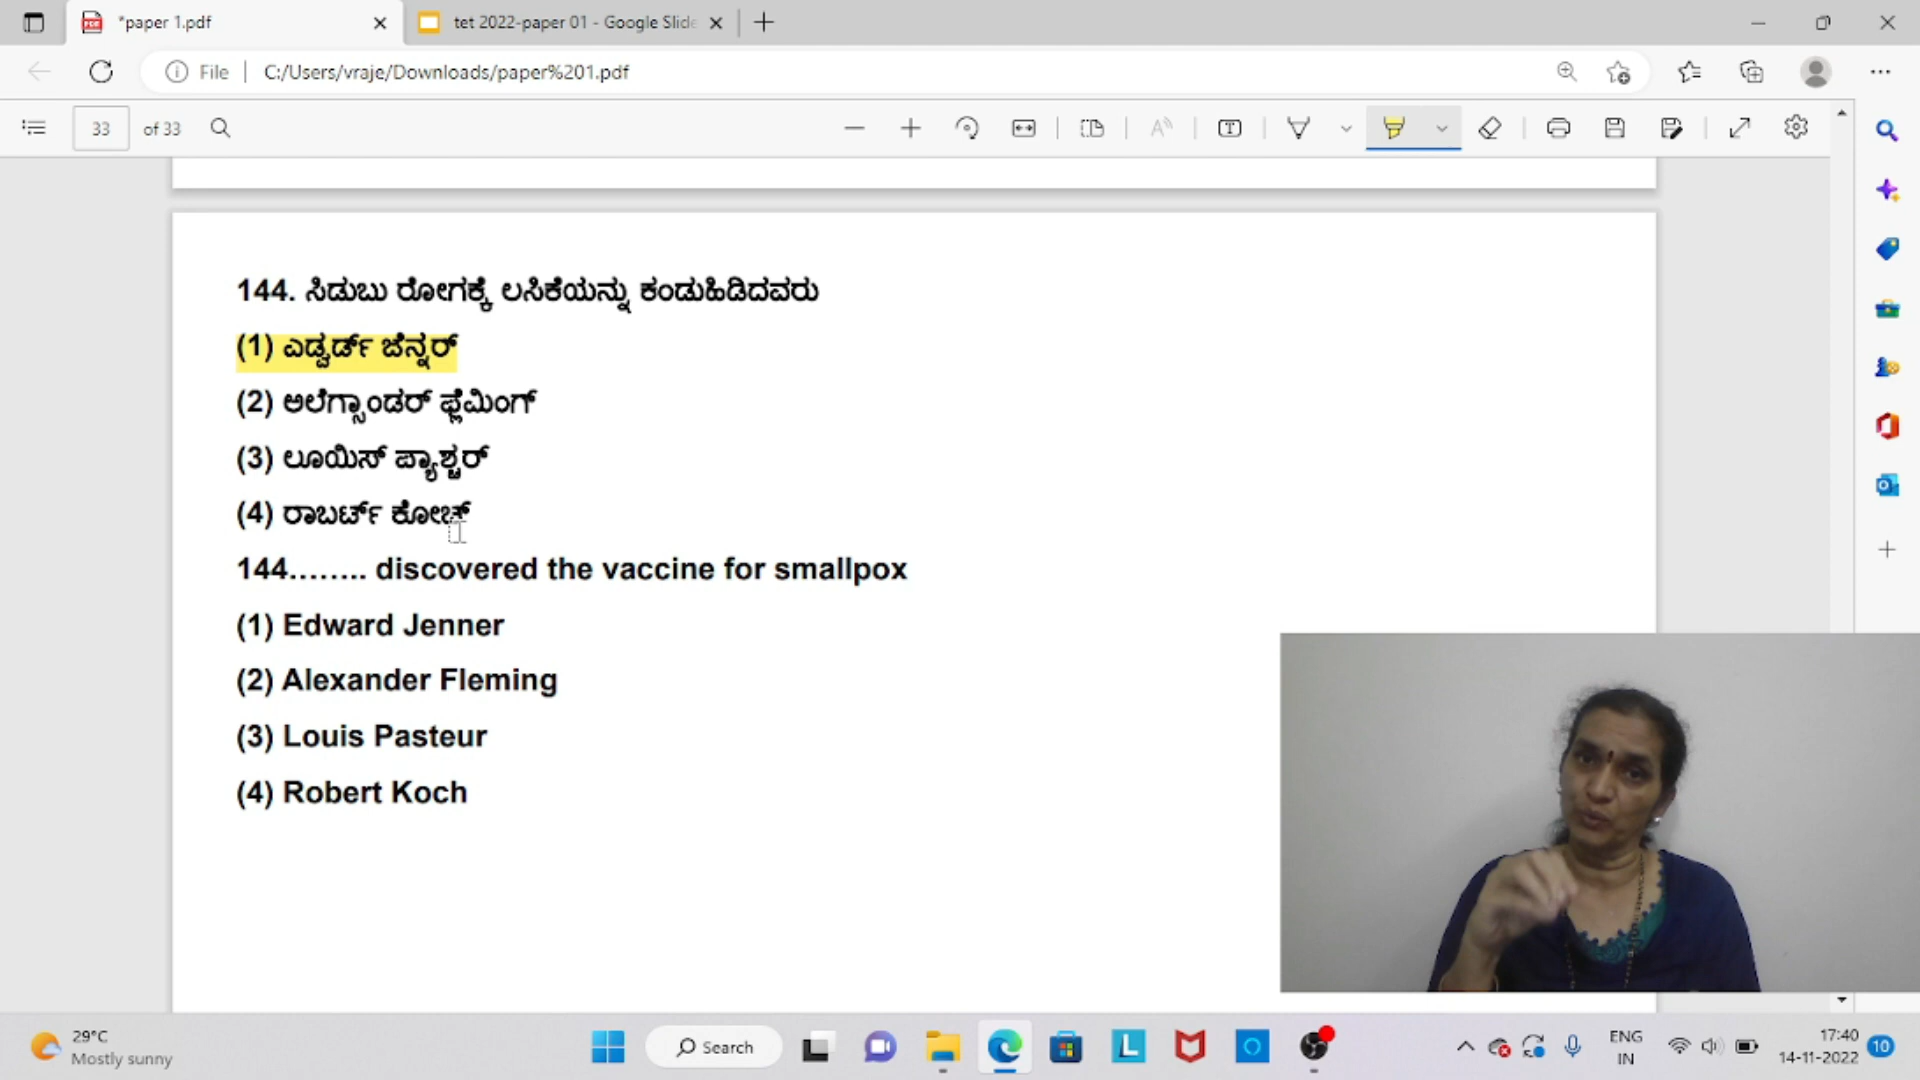 *paper 1.pdf
tet 2022-paper 01 - Google Slide
File
C:/Users/vraje/Downloads/paper%201.pdf
33 of 33
144. ಸಿಡುಬು ರೋಗಕ್ಕೆ ಲಸಿಕೆಯನ್ನು ಕಂಡುಹಿಡಿದವರು
(1) ಎಡ್ವರ್ಡ್ ಜೆನ್ನರ್
(2) ಅಲೆಗ್ಸಾಂಡರ್ ಫ್ಲೆಮಿಂಗ್
(3) ಲೂಯಿಸ್ ಪ್ಯಾಶ್ಚರ್
(4) ರಾಬರ್ಟ್ ಕೋಚ್
144........ discovered the vaccine for smallpox
(1) Edward Jenner
(2) Alexander Fleming
(3) Louis Pasteur
(4) Robert Koch
29°C
Mostly sunny
Search
ENG
IN
17:40
14-11-2022
10